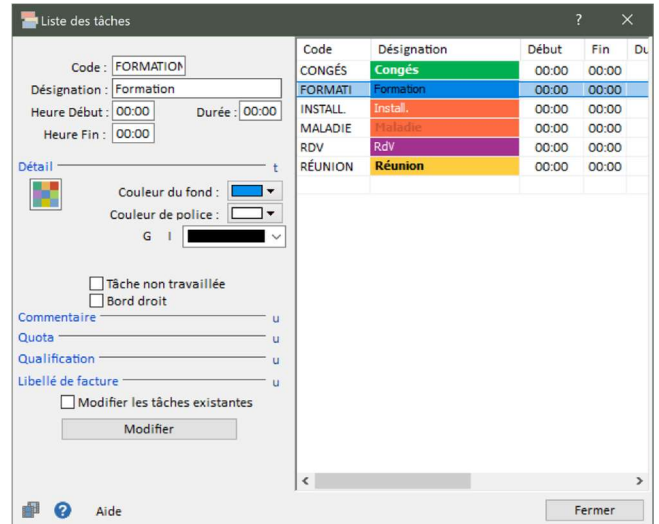 Liste des tâches ?
Code : FORMATION
Désignation : Formation
Heure Début : 00:00 Durée : 00:00
Heure Fin : 00:00
Détail t
Couleur du fond :
Couleur de police :
G I
Tâche non travaillée
Bord droit
Commentaire u
Quota u
Qualification u
Libellé de facture u
Modifier les tâches existantes
Modifier
Aide
Code Désignation Début Fin Du
CONGÉS Congés 00:00 00:00
FORMATI Formation 00:00 00:00
INSTALL. Install. 00:00 00:00
MALADIE Maladie 00:00 00:00
RDV RdV 00:00 00:00
RÉUNION Réunion 00:00 00:00
Fermer